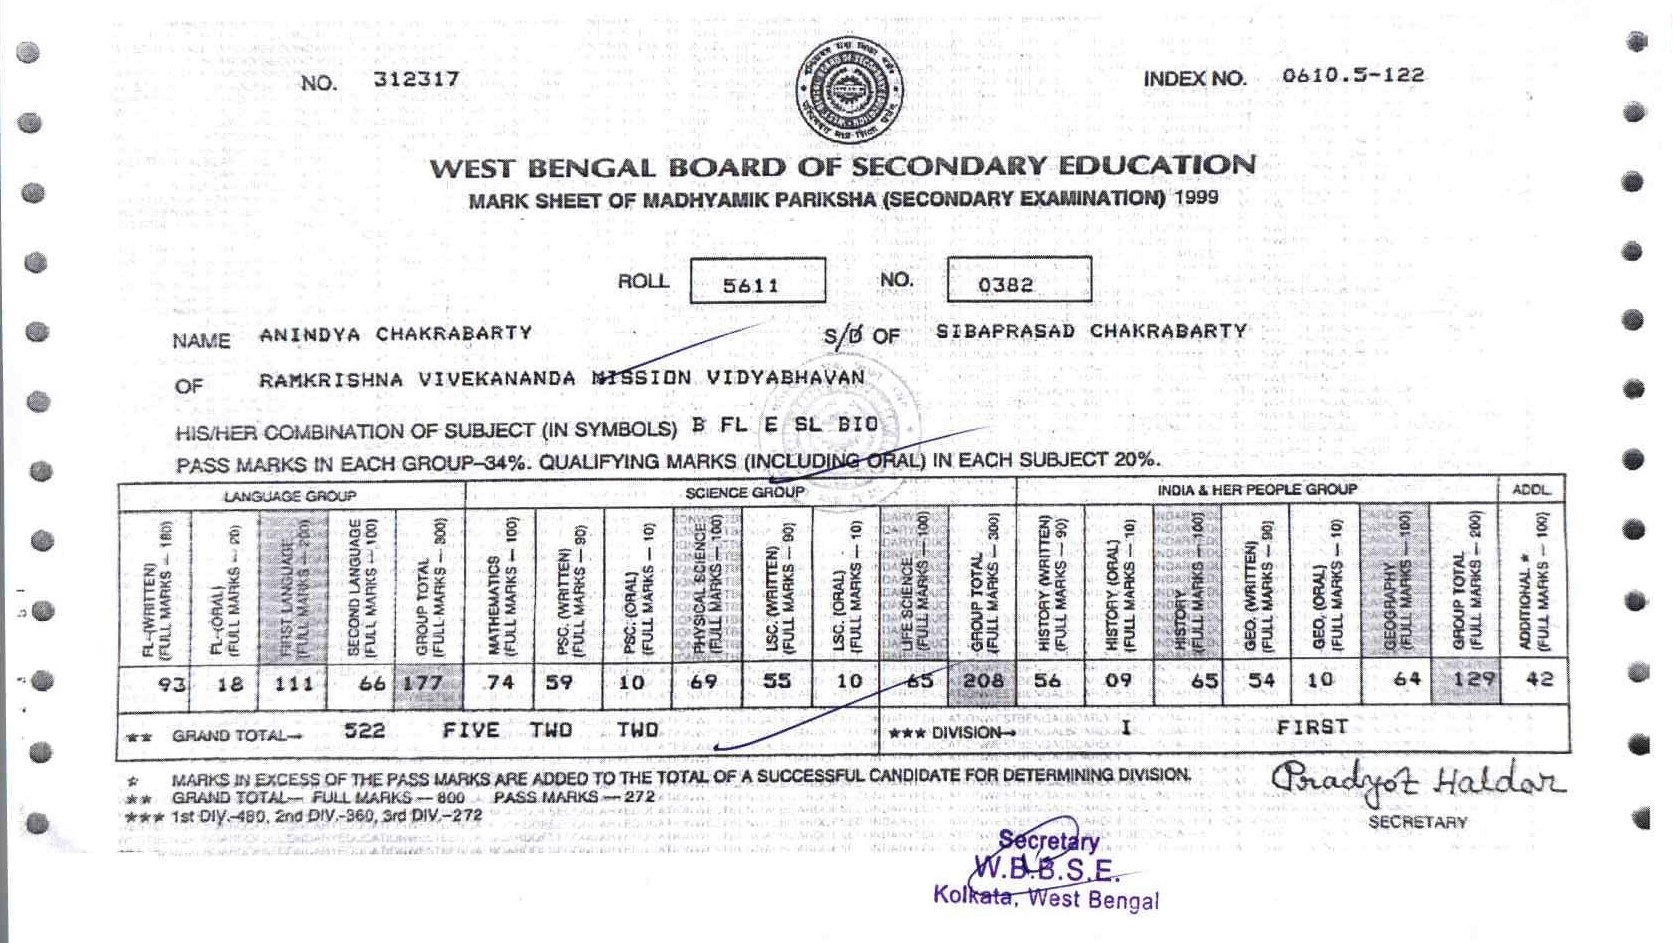 NO. 312317
INDEX NO. 0610.5-122
WEST BENGAL BOARD OF SECONDARY EDUCATION
MARK SHEET OF MADHYAMIK PARIKSHA (SECONDARY EXAMINATION) 1999
ROLL 5611 NO. 0382
NAME ANINDYA CHAKRABARTY S/D OF SIBAPRASAD CHAKRABARTY
OF RAMKRISHNA VIVEKANANDA MISSION VIDYABHAVAN
HIS/HER COMBINATION OF SUBJECT (IN SYMBOLS) B FL E SL BIO
PASS MARKS IN EACH GROUP–34%. QUALIFYING MARKS (INCLUDING ORAL) IN EACH SUBJECT 20%.
LANGUAGE GROUP SCIENCE GROUP INDIA & HER PEOPLE GROUP ADDL.
FL–(WRITTEN) (FULL MARKS — 180)
FL–(ORAL) (FULL MARKS — 20)
FIRST LANGUAGE (FULL MARKS — 200)
SECOND LANGUAGE (FULL MARKS — 100)
GROUP TOTAL (FULL MARKS — 300)
MATHEMATICS (FULL MARKS — 100)
PSC. (WRITTEN) (FULL MARKS — 90)
PSC. (ORAL) (FULL MARKS — 10)
PHYSICAL SCIENCE (FULL MARKS — 100)
LSC. (WRITTEN) (FULL MARKS — 90)
LSC. (ORAL) (FULL MARKS — 10)
LIFE SCIENCE (FULL MARKS — 100)
GROUP TOTAL (FULL MARKS — 300)
HISTORY (WRITTEN) (FULL MARKS — 90)
HISTORY (ORAL) (FULL MARKS — 10)
HISTORY (FULL MARKS — 100)
GEO. (WRITTEN) (FULL MARKS — 90)
GEO. (ORAL) (FULL MARKS — 10)
GEOGRAPHY (FULL MARKS — 100)
GROUP TOTAL (FULL MARKS — 200)
ADDITIONAL * (FULL MARKS — 100)
93 18 111 66 177 74 59 10 69 55 10 65 208 56 09 65 54 10 64 129 42
** GRAND TOTAL→ 522 FIVE TWO TWO *** DIVISION→ I FIRST
* MARKS IN EXCESS OF THE PASS MARKS ARE ADDED TO THE TOTAL OF A SUCCESSFUL CANDIDATE FOR DETERMINING DIVISION.
** GRAND TOTAL— FULL MARKS — 800 PASS MARKS — 272
*** 1st DIV.-480, 2nd DIV.-360, 3rd DIV.-272
Pradyot Haldar
SECRETARY
Secretary
W.B.B.S.E.
Kolkata, West Bengal